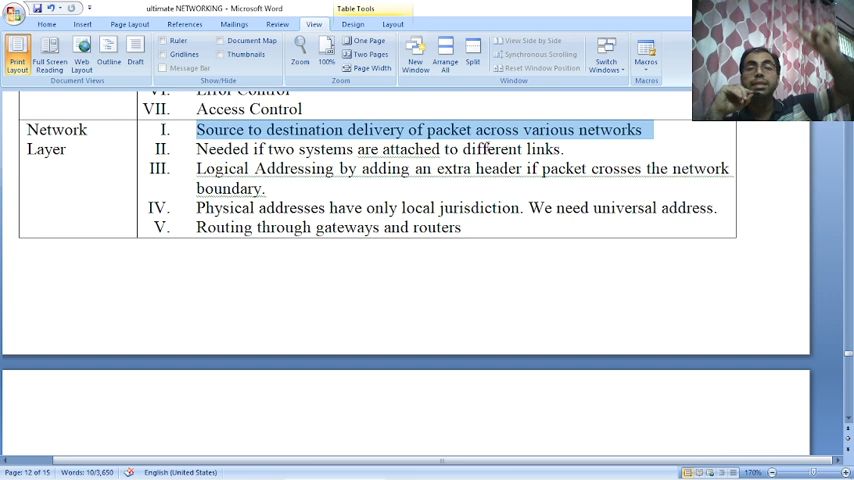 ultimate NETWORKING - Microsoft Word
Table Tools
Home Insert Page Layout References Mailings Review View Design Layout
Print Layout
Full Screen Reading
Web Layout
Outline
Draft
Document Views
Ruler
Gridlines
Message Bar
Document Map
Thumbnails
Show/Hide
Zoom
100%
One Page
Two Pages
Page Width
Zoom
New Window
Arrange All
Split
View Side by Side
Synchronous Scrolling
Reset Window Position
Switch Windows
Window
Macros
Macros
VI. Error Control
VII. Access Control
Network Layer
I. Source to destination delivery of packet across various networks
II. Needed if two systems are attached to different links.
III. Logical Addressing by adding an extra header if packet crosses the network
boundary.
IV. Physical addresses have only local jurisdiction. We need universal address.
V. Routing through gateways and routers
Page: 12 of 15 Words: 10/3,650 English (United States) 170%